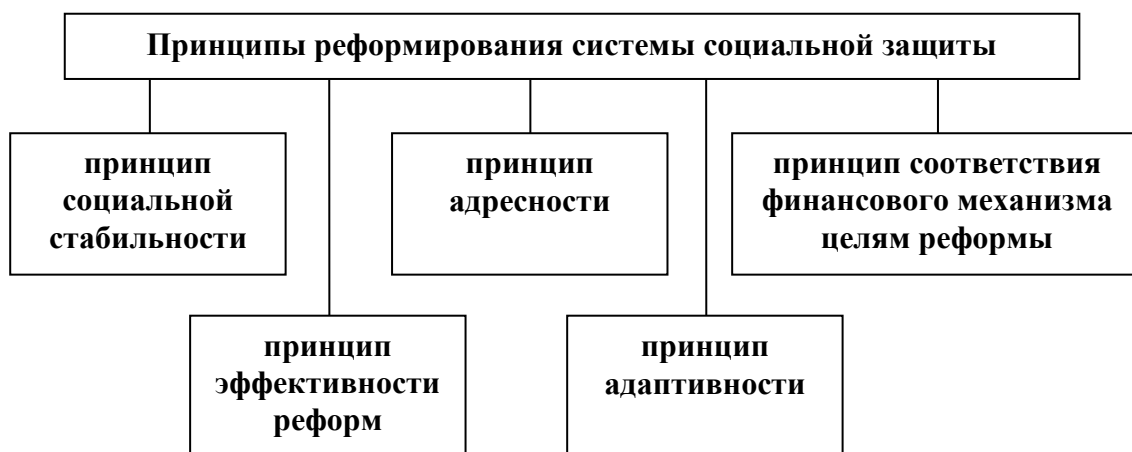 Принципы реформирования системы социальной защиты
принцип
социальной
стабильности
принцип
адресности
принцип соответствия
финансового механизма
целям реформы
принцип
эффективности
реформ
принцип
адаптивности